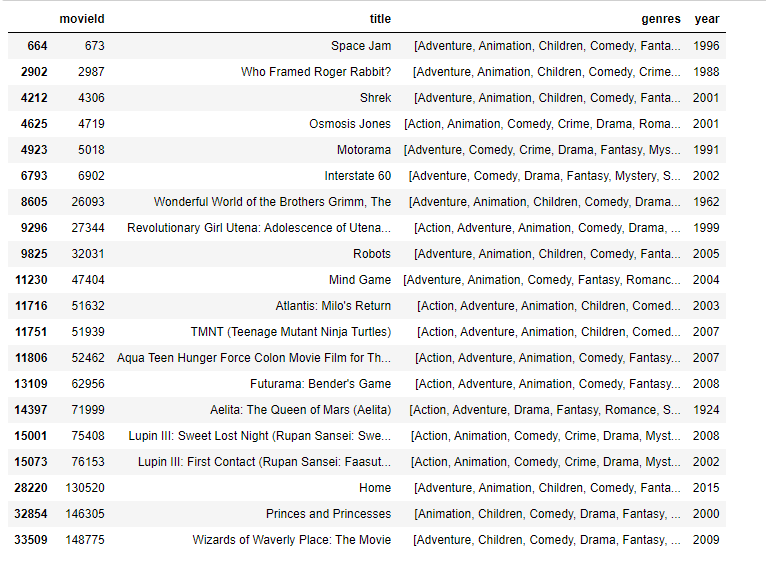 movieId title genres year
664 673 Space Jam [Adventure, Animation, Children, Comedy, Fanta... 1996
2902 2987 Who Framed Roger Rabbit? [Adventure, Animation, Children, Comedy, Crime... 1988
4212 4306 Shrek [Adventure, Animation, Children, Comedy, Fanta... 2001
4625 4719 Osmosis Jones [Action, Animation, Comedy, Crime, Drama, Roma... 2001
4923 5018 Motorama [Adventure, Comedy, Crime, Drama, Fantasy, Mys... 1991
6793 6902 Interstate 60 [Adventure, Comedy, Drama, Fantasy, Mystery, S... 2002
8605 26093 Wonderful World of the Brothers Grimm, The [Adventure, Animation, Children, Comedy, Drama... 1962
9296 27344 Revolutionary Girl Utena: Adolescence of Utena... [Action, Adventure, Animation, Comedy, Drama, ... 1999
9825 32031 Robots [Adventure, Animation, Children, Comedy, Fanta... 2005
11230 47404 Mind Game [Adventure, Animation, Comedy, Fantasy, Romanc... 2004
11716 51632 Atlantis: Milo's Return [Action, Adventure, Animation, Children, Comed... 2003
11751 51939 TMNT (Teenage Mutant Ninja Turtles) [Action, Adventure, Animation, Children, Comed... 2007
11806 52462 Aqua Teen Hunger Force Colon Movie Film for Th... [Action, Adventure, Animation, Comedy, Fantasy... 2007
13109 62956 Futurama: Bender's Game [Action, Adventure, Animation, Comedy, Fantasy... 2008
14397 71999 Aelita: The Queen of Mars (Aelita) [Action, Adventure, Drama, Fantasy, Romance, S... 1924
15001 75408 Lupin III: Sweet Lost Night (Rupan Sansei: Swe... [Action, Animation, Comedy, Crime, Drama, Myst... 2008
15073 76153 Lupin III: First Contact (Rupan Sansei: Faasut... [Action, Animation, Comedy, Crime, Drama, Myst... 2002
28220 130520 Home [Adventure, Animation, Children, Comedy, Fanta... 2015
32854 146305 Princes and Princesses [Animation, Children, Comedy, Drama, Fantasy, ... 2000
33509 148775 Wizards of Waverly Place: The Movie [Adventure, Children, Comedy, Drama, Fantasy, ... 2009